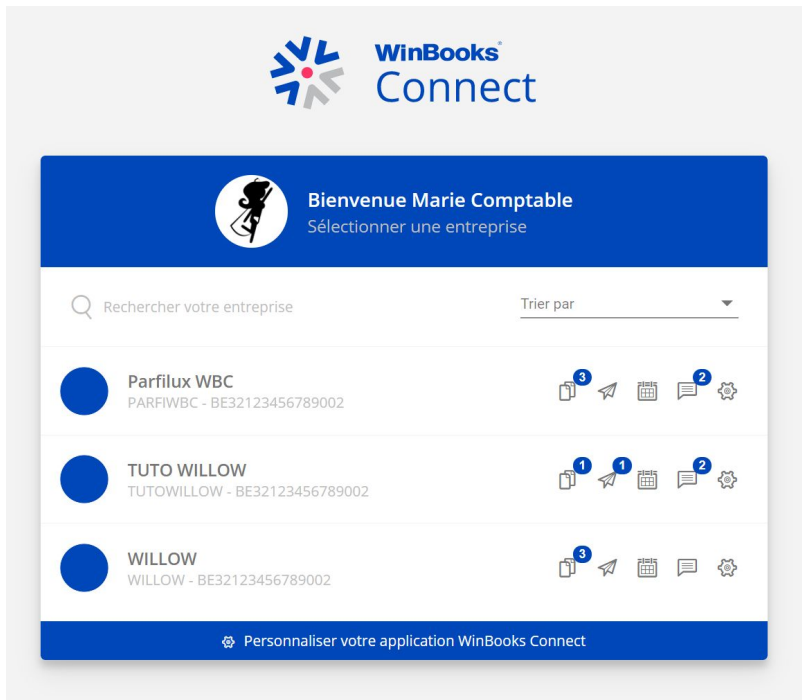 WinBooks®
Connect
Bienvenue Marie Comptable
Sélectionner une entreprise
Rechercher votre entreprise
Trier par
Parfilux WBC
3
2
PARFIWBC - BE32123456789002
TUTO WILLOW
1
1
2
TUTOWILLOW - BE32123456789002
WILLOW
3
WILLOW - BE32123456789002
Personnaliser votre application WinBooks Connect